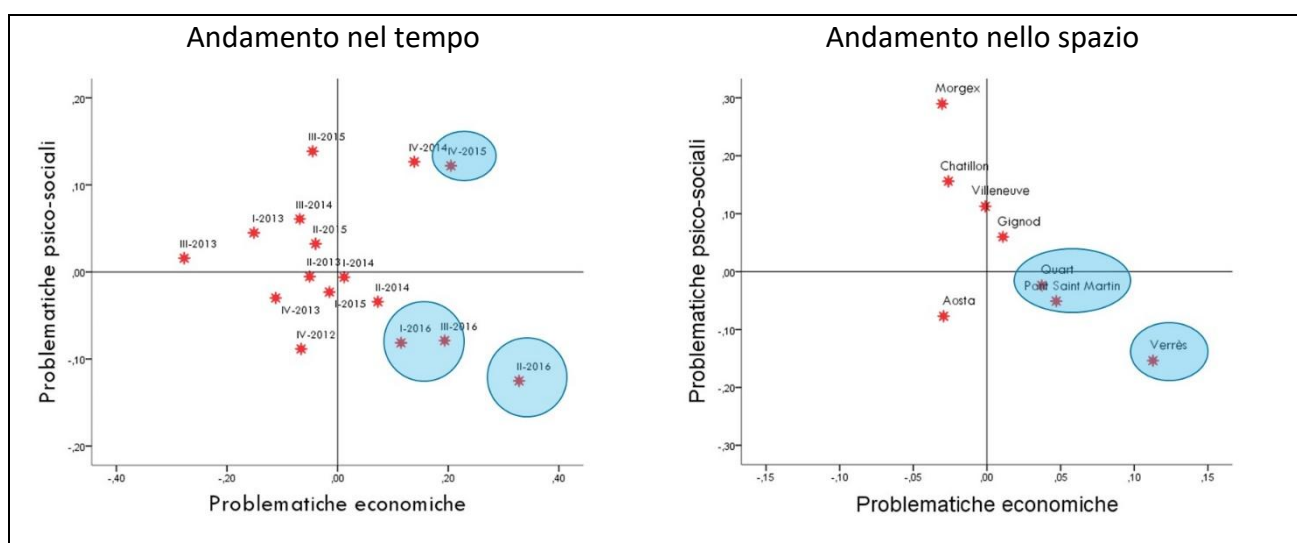 Andamento nel tempo
Problematiche psico-sociali
,20
,10
,00
-,10
-,20
III-2015
IV-2014
IV-2015
III-2014
I-2013
II-2015
III-2013
II-2013
I-2014
IV-2013
I-2015
II-2014
IV-2012
I-2016
III-2016
II-2016
-,40
-,20
,00
,20
,40
Problematiche economiche
Andamento nello spazio
Problematiche psico-sociali
,30
,20
,10
,00
-,10
-,20
-,30
Morgex
Chatillon
Villeneuve
Gignod
Quart
Pont Saint Martin
Aosta
Verrés
-,15
-,10
-,05
,00
,05
,10
,15
Problematiche economiche